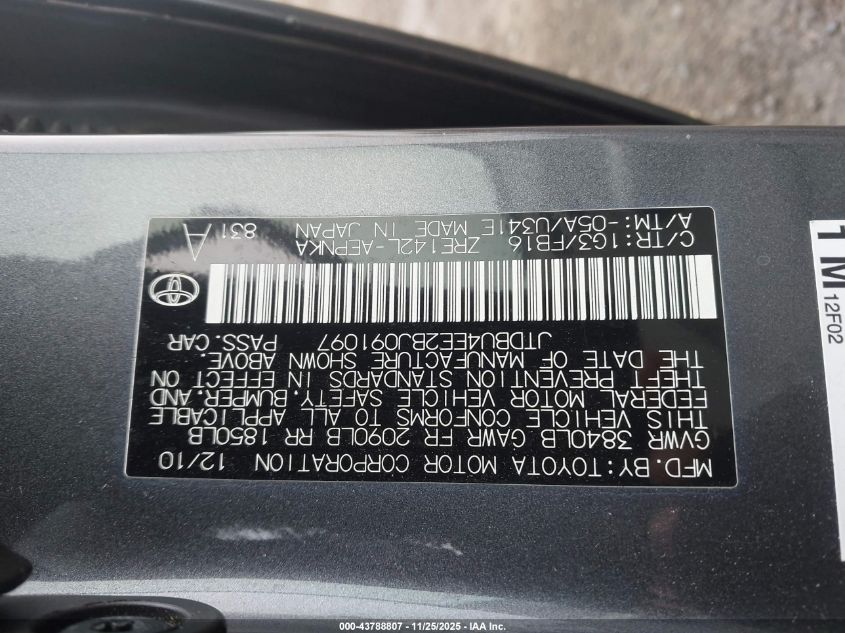 MFD.BY:TOYOTA MOTOR CORPORATION 12/10
GVWR 3840LB GAWR FR 2090LB RR 1850LB
THIS VEHICLE CONFORMS TO ALL APPLICABLE
FEDERAL MOTOR VEHICLE SAFETY,BUMPER,AND
THEFT PREVENTION STANDARDS IN EFFECT ON
THE DATE OF MANUFACTURE SHOWN ABOVE.
JTDBU4EE2BJ091097 PASS.CAR
C/TR:1G3/FB16 ZRE142L-AEPNKA
A/TM:-05A/U341E MADE IN JAPAN
A 831
1 M
12F02
000-43788807 - 11/25/2025 - IAA Inc.